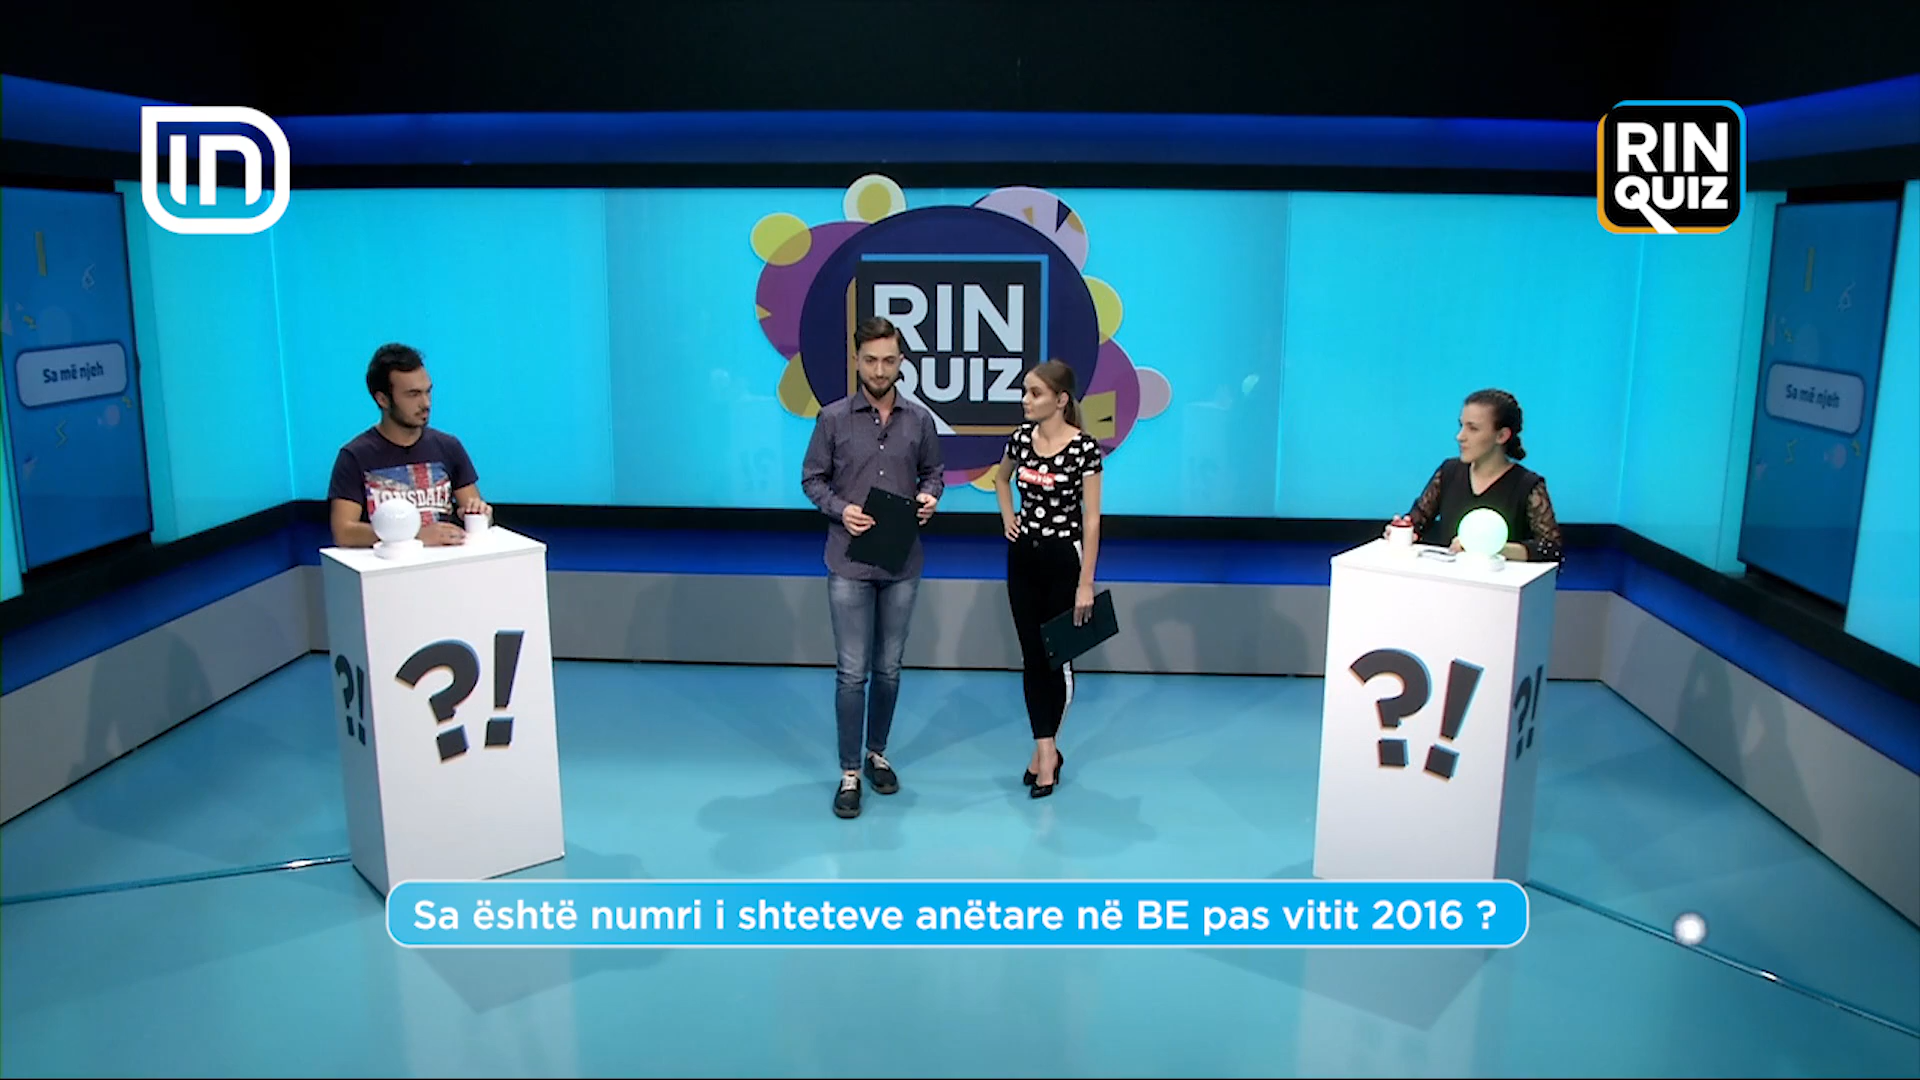 IN
RIN
QUIZ
RIN
QUIZ
Sa më njeh
Sa më njeh
LONSDALE
?!
?!
?!
?!
Sa është numri i shteteve anëtare në BE pas vitit 2016 ?